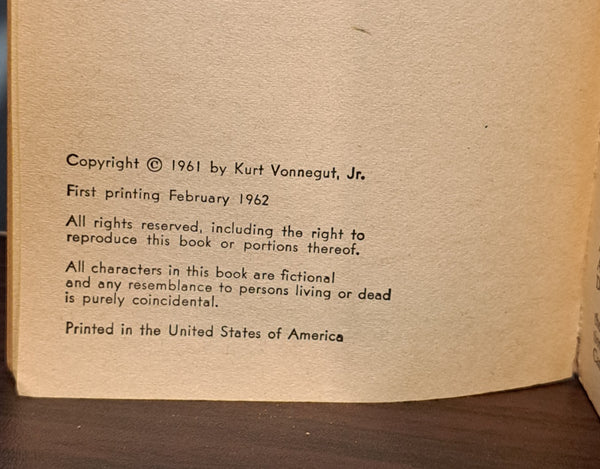 Copyright © 1961 by Kurt Vonnegut, Jr.
First printing February 1962
All rights reserved, including the right to
reproduce this book or portions thereof.
All characters in this book are fictional
and any resemblance to persons living or dead
is purely coincidental.
Printed in the United States of America